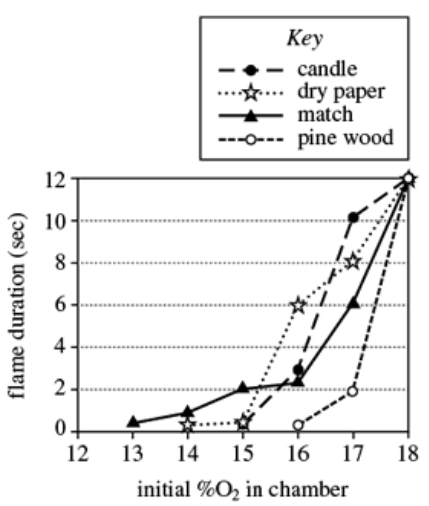 Key
candle
dry paper
match
pine wood
flame duration (sec)
12
10
8
6
4
2
0
12 13 14 15 16 17 18
initial %O₂ in chamber